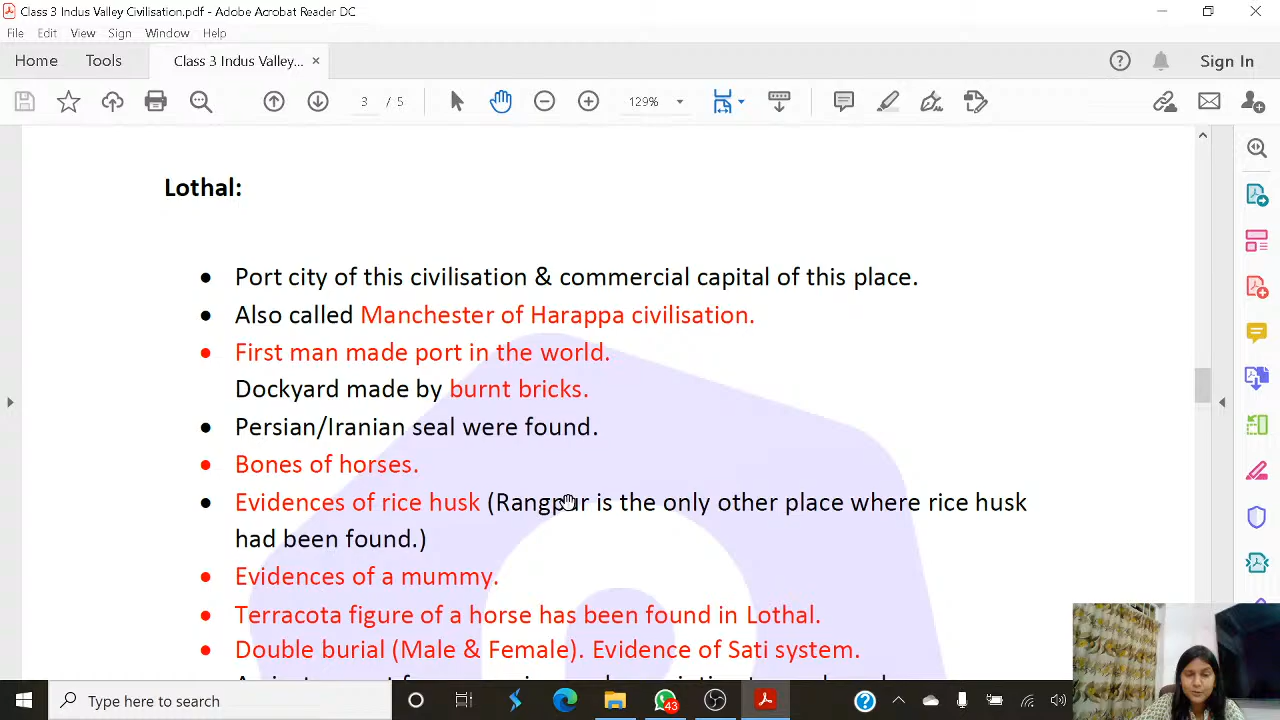 Class 3 Indus Valley Civilisation.pdf - Adobe Acrobat Reader DC
File Edit View Sign Window Help
Home Tools Class 3 Indus Valley... × Sign In
3 / 5 129%
Lothal:
• Port city of this civilisation & commercial capital of this place.
• Also called Manchester of Harappa civilisation.
• First man made port in the world.
Dockyard made by burnt bricks.
• Persian/Iranian seal were found.
• Bones of horses.
• Evidences of rice husk (Rangpur is the only other place where rice husk
had been found.)
• Evidences of a mummy.
• Terracota figure of a horse has been found in Lothal.
• Double burial (Male & Female). Evidence of Sati system.
Type here to search
43